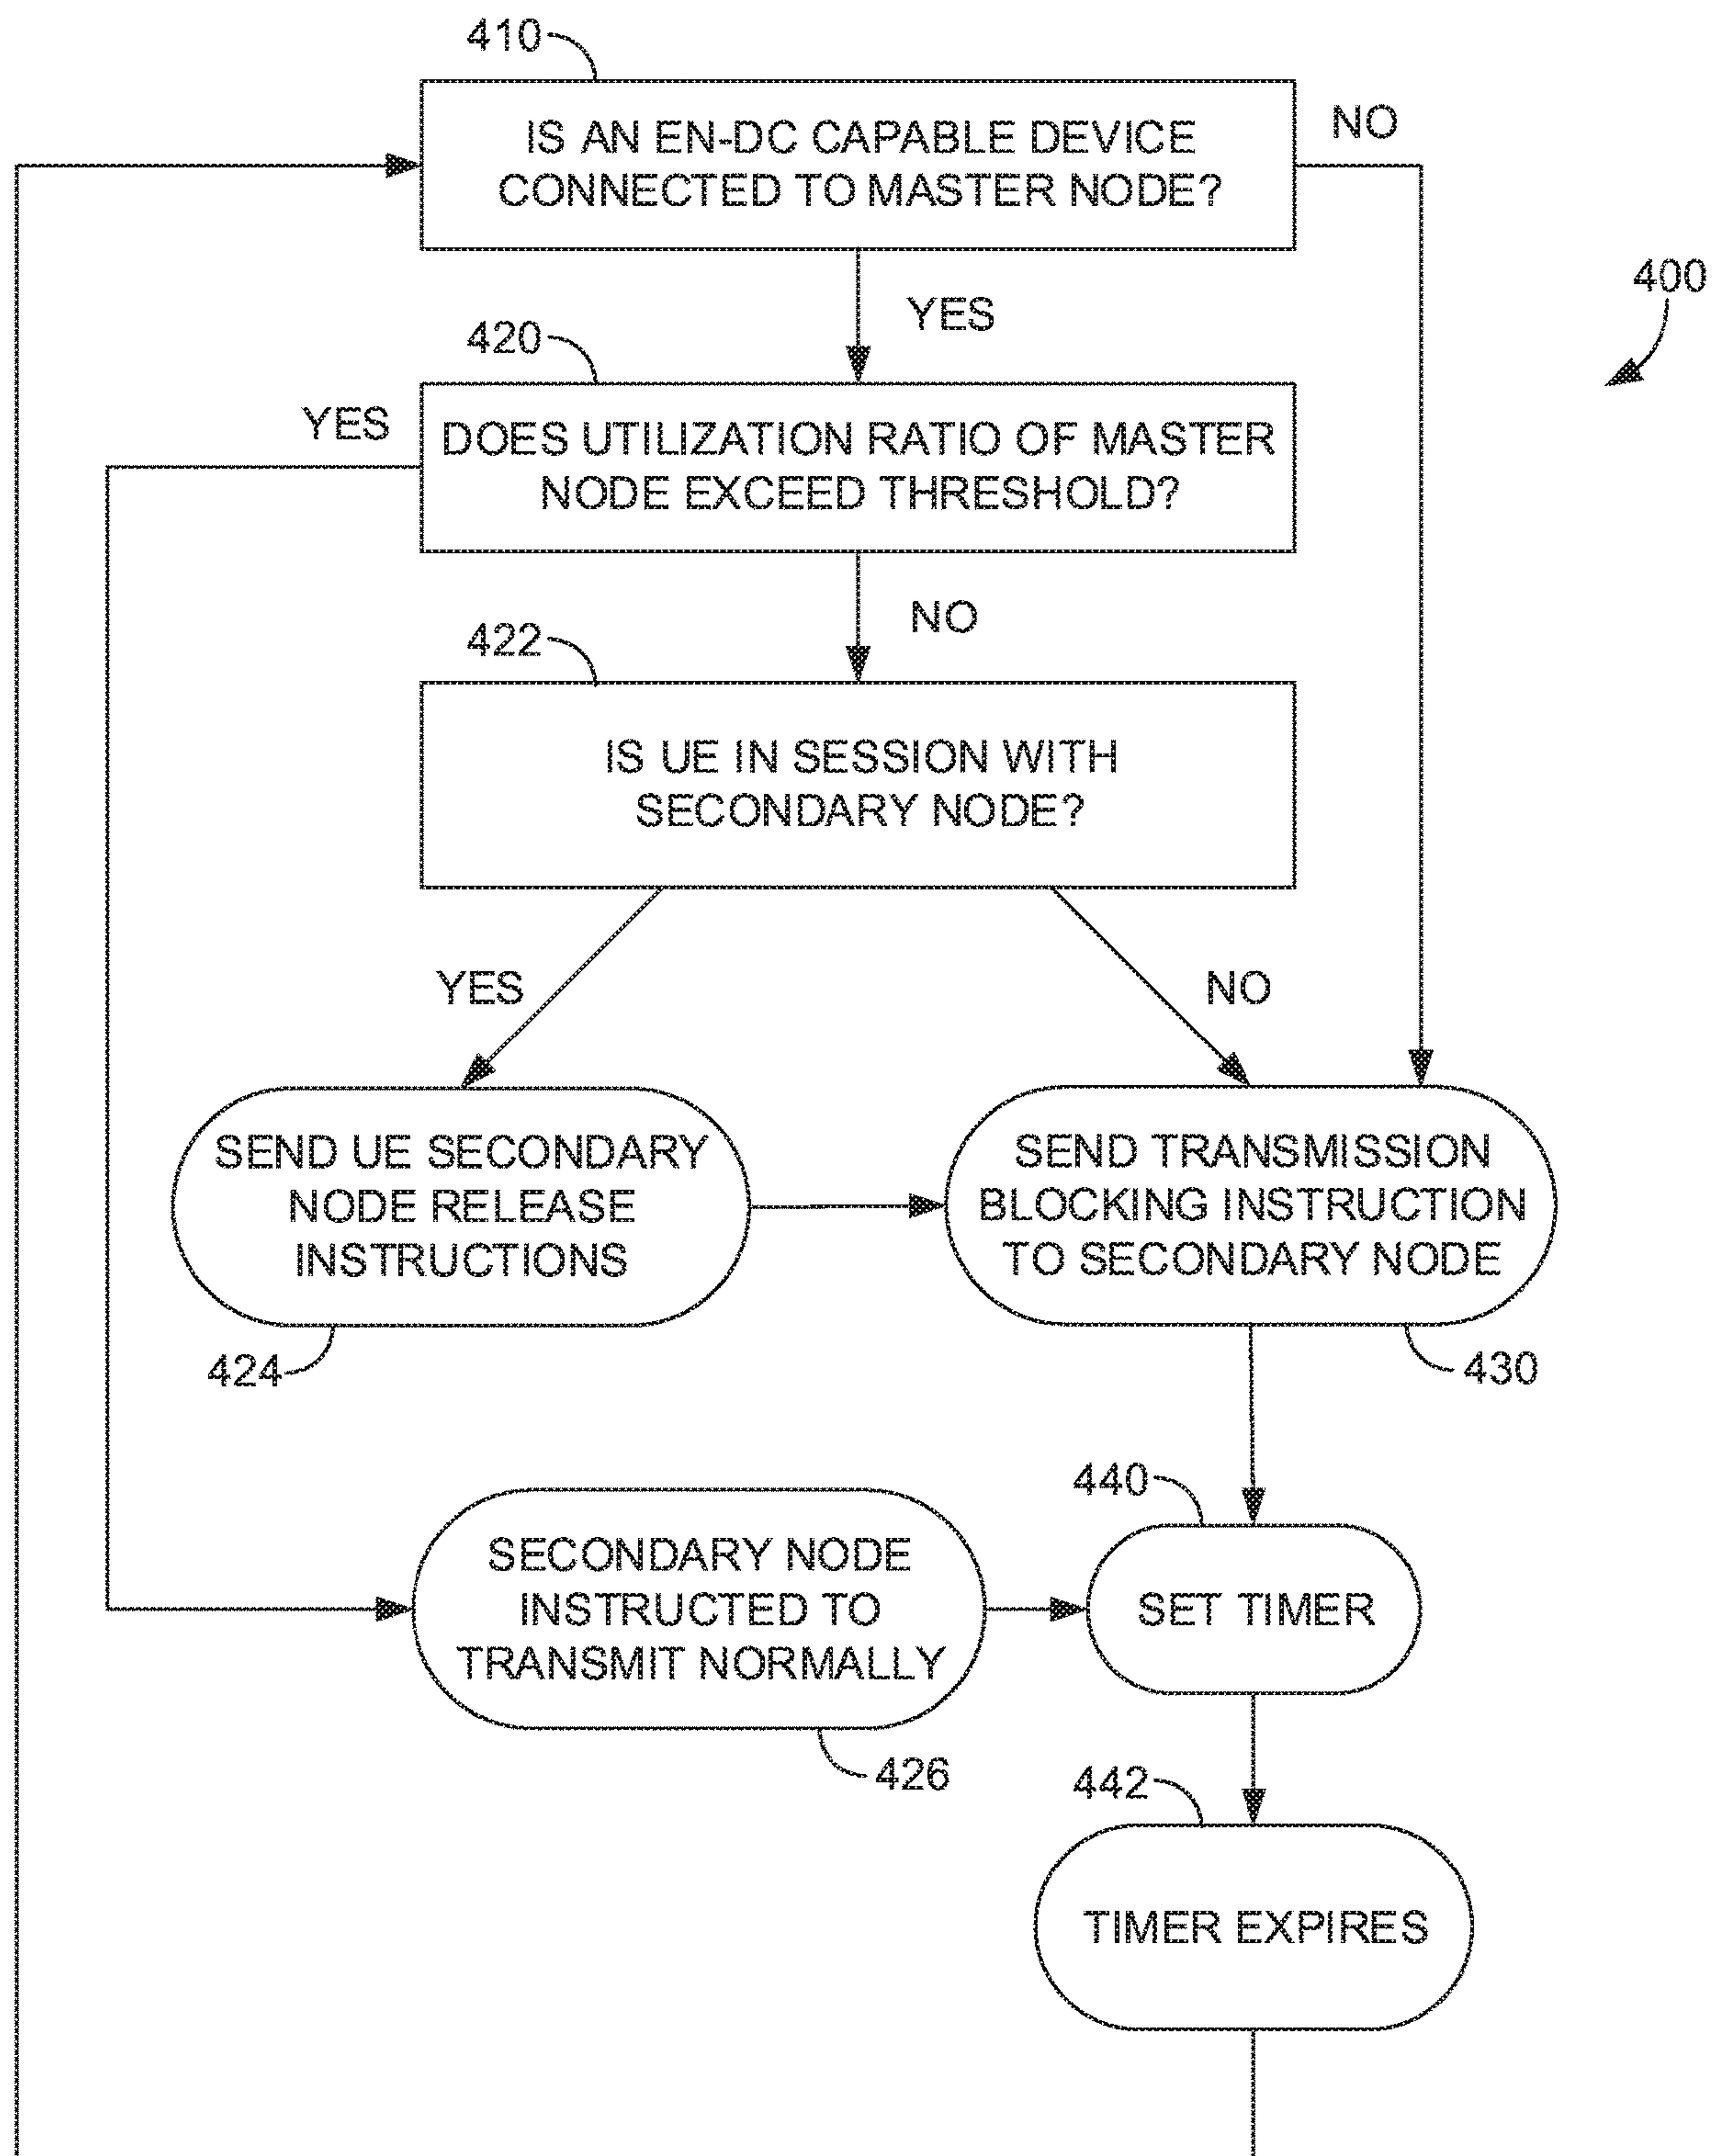 410
IS AN EN-DC CAPABLE DEVICE
CONNECTED TO MASTER NODE?
NO
400
YES
420
YES
DOES UTILIZATION RATIO OF MASTER
NODE EXCEED THRESHOLD?
NO
422
IS UE IN SESSION WITH
SECONDARY NODE?
YES
NO
SEND UE SECONDARY
NODE RELEASE
INSTRUCTIONS
424
SEND TRANSMISSION
BLOCKING INSTRUCTION
TO SECONDARY NODE
430
440
SECONDARY NODE
INSTRUCTED TO
TRANSMIT NORMALLY
426
SET TIMER
442
TIMER EXPIRES